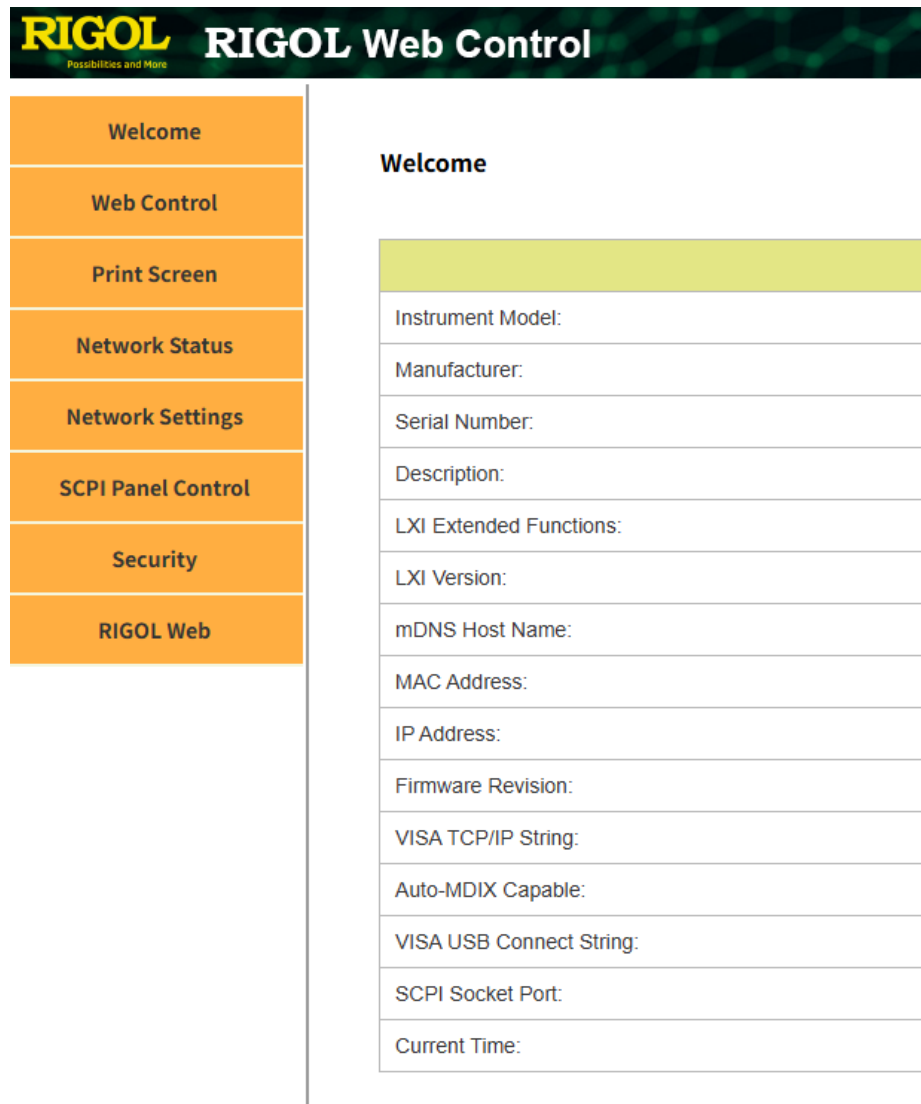 RIGOL
Possibilities and More
RIGOL Web Control
Welcome
Web Control
Print Screen
Network Status
Network Settings
SCPI Panel Control
Security
RIGOL Web
Welcome
Instrument Model:
Manufacturer:
Serial Number:
Description:
LXI Extended Functions:
LXI Version:
mDNS Host Name:
MAC Address:
IP Address:
Firmware Revision:
VISA TCP/IP String:
Auto-MDIX Capable:
VISA USB Connect String:
SCPI Socket Port:
Current Time: